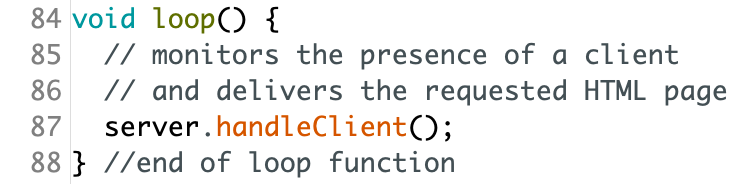 84 void loop() {
85 // monitors the presence of a client
86 // and delivers the requested HTML page
87 server.handleClient();
88 } //end of loop function